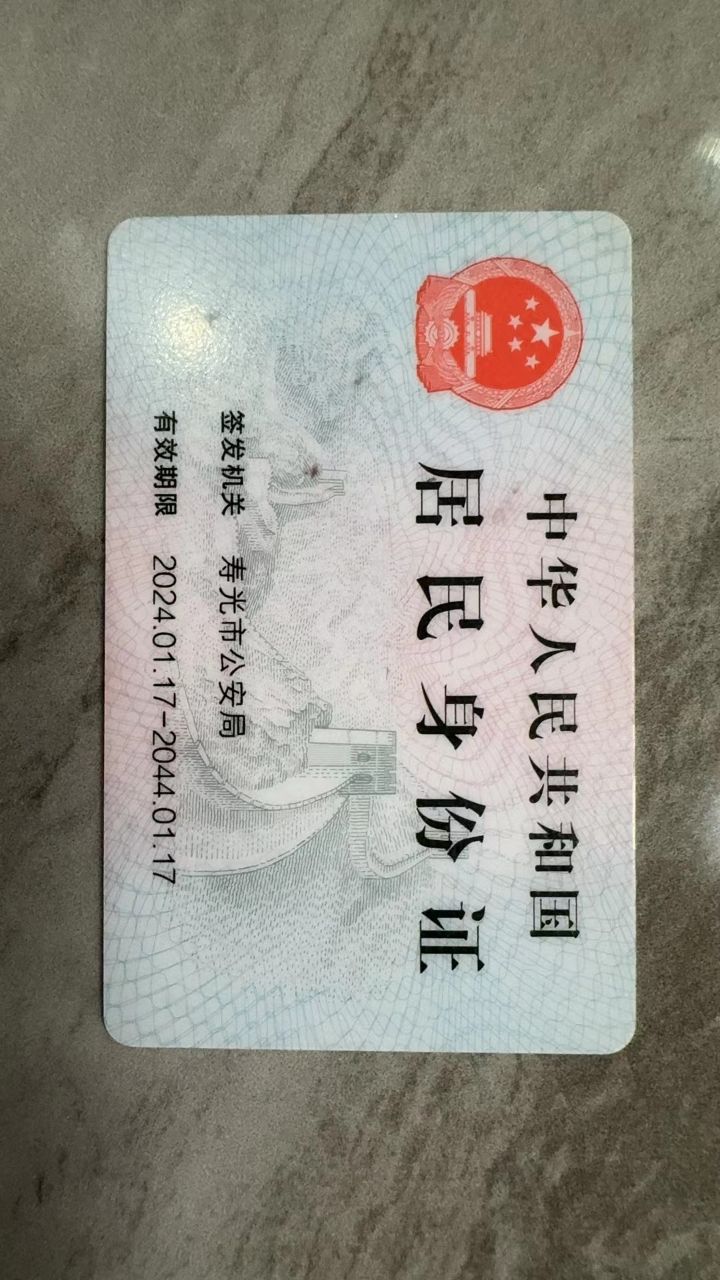 中华人民共和国
居民身份证
签发机关 寿光市公安局
有效期限 2024.01.17-2044.01.17